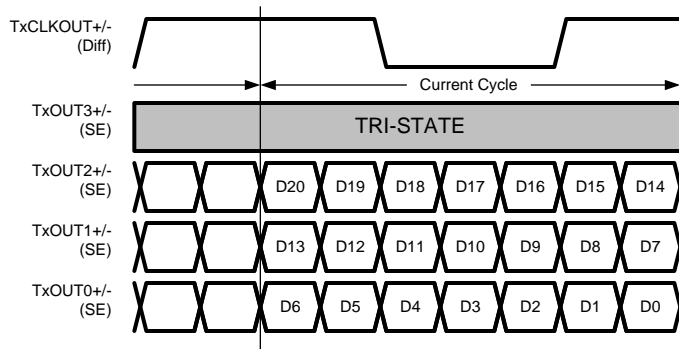 TxCLKOUT+/-
(Diff)
Current Cycle
TxOUT3+/-
(SE)
TRI-STATE
TxOUT2+/-
(SE)
D20 D19 D18 D17 D16 D15 D14
TxOUT1+/-
(SE)
D13 D12 D11 D10 D9 D8 D7
TxOUT0+/-
(SE)
D6 D5 D4 D3 D2 D1 D0